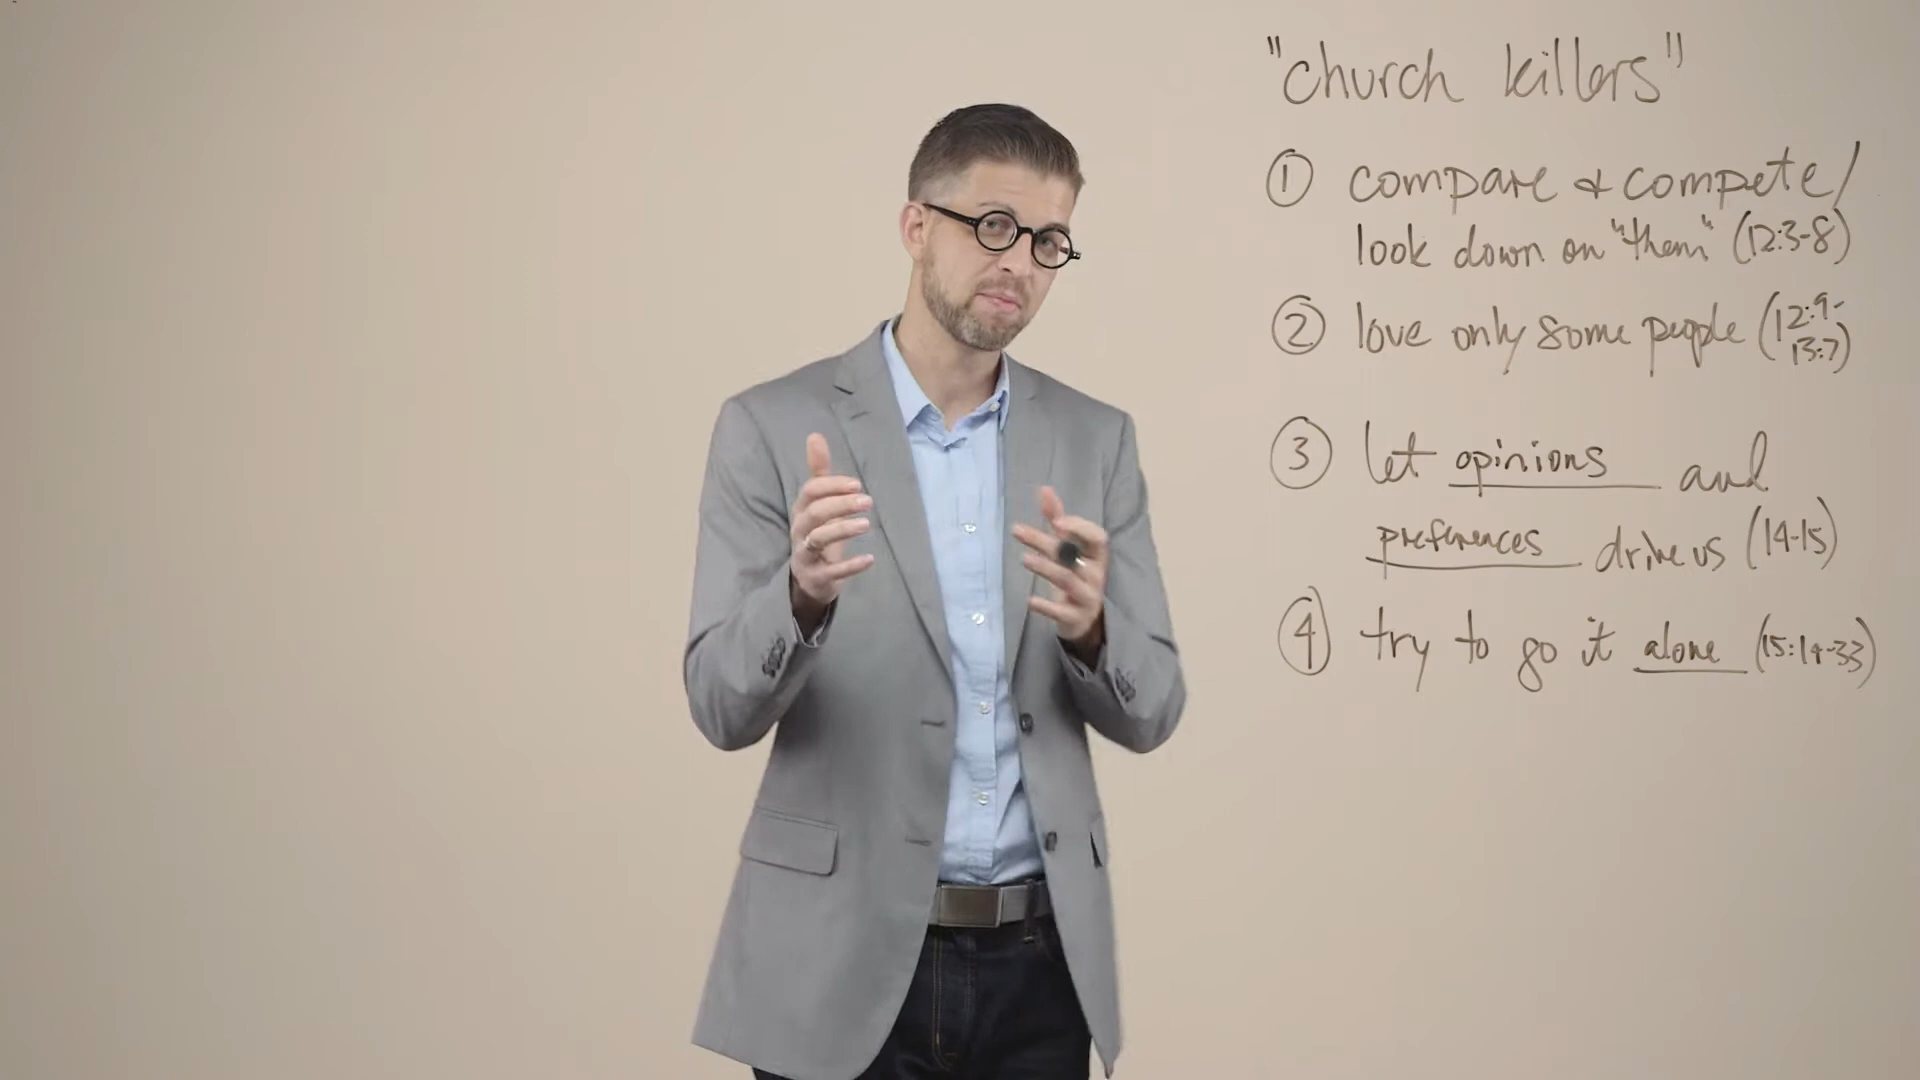 "church killers"
① compare & compete/
look down on "them" (12:3-8)
② love only some people (12:9-
13:7)
③ let opinions and
preferences drive us (14-15)
④ try to go it alone (15:14-33)